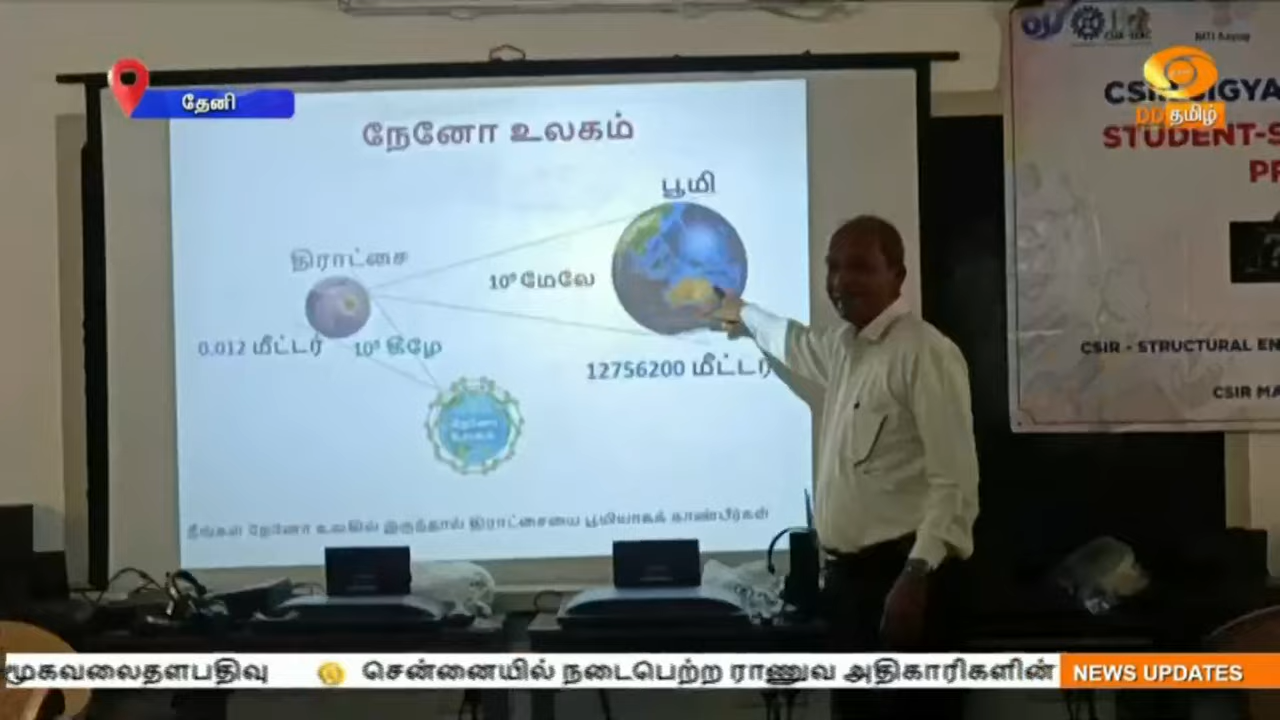 தேனி
நேனோ உலகம்
பூமி
திராட்சை
10⁹ மேலே
0.012 மீட்டர்
10⁹ கீழே
12756200 மீட்டர்
நேனோ
உலகம்
நீங்கள் நேனோ உலகில் இருந்தால் திராட்சையை பூமியாகக் காண்பீர்கள்
DD தமிழ்
STUDENT-S
CSIR - STRUCTURAL EN
CSIR MA
மூகவலைதளபதிவு
சென்னையில் நடைபெற்ற ராணுவ அதிகாரிகளின்
NEWS UPDATES